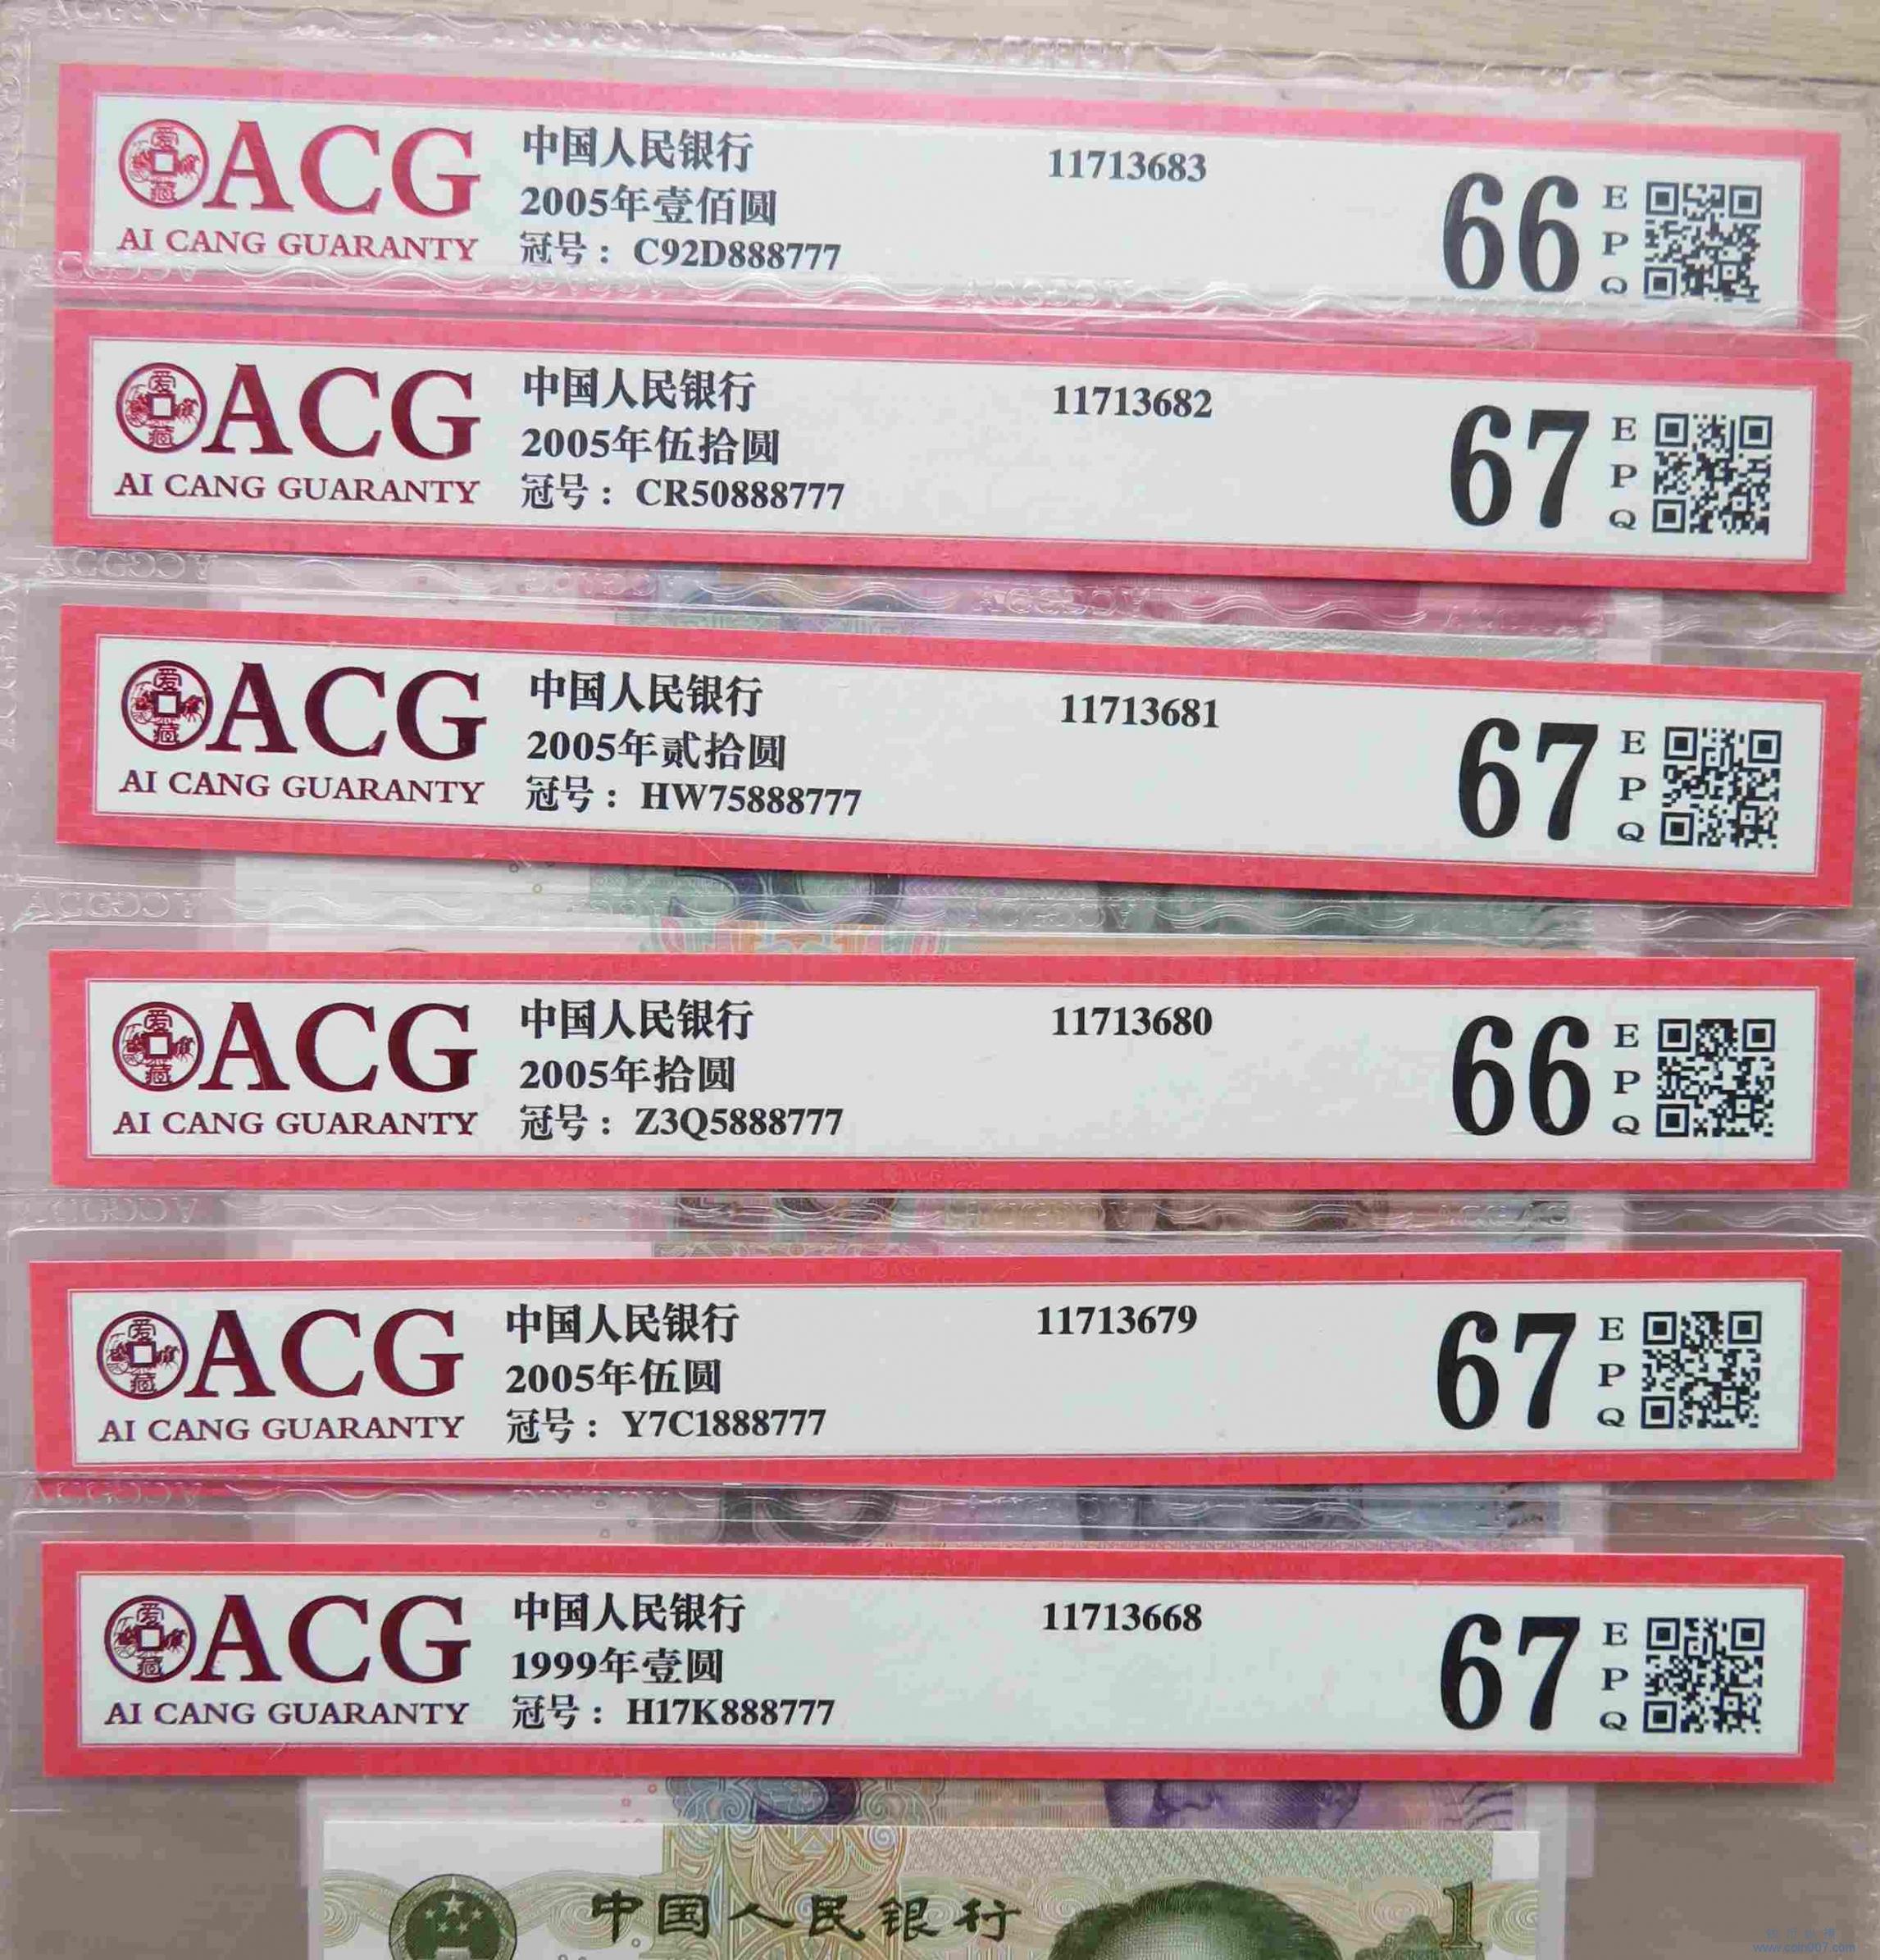 ACG
AI CANG GUARANTY
中国人民银行
2005年壹佰圆
冠号：C92D888777
11713683
66
E
P
Q
ACG
AI CANG GUARANTY
中国人民银行
2005年伍拾圆
冠号：CR50888777
11713682
67
E
P
Q
ACG
AI CANG GUARANTY
中国人民银行
2005年贰拾圆
冠号：HW75888777
11713681
67
E
P
Q
ACG
AI CANG GUARANTY
中国人民银行
2005年拾圆
冠号：Z3Q5888777
11713680
66
E
P
Q
ACG
AI CANG GUARANTY
中国人民银行
2005年伍圆
冠号：Y7C1888777
11713679
67
E
P
Q
ACG
AI CANG GUARANTY
中国人民银行
1999年壹圆
冠号：H17K888777
11713668
67
E
P
Q
中国人民银行
1
www.coin007.com